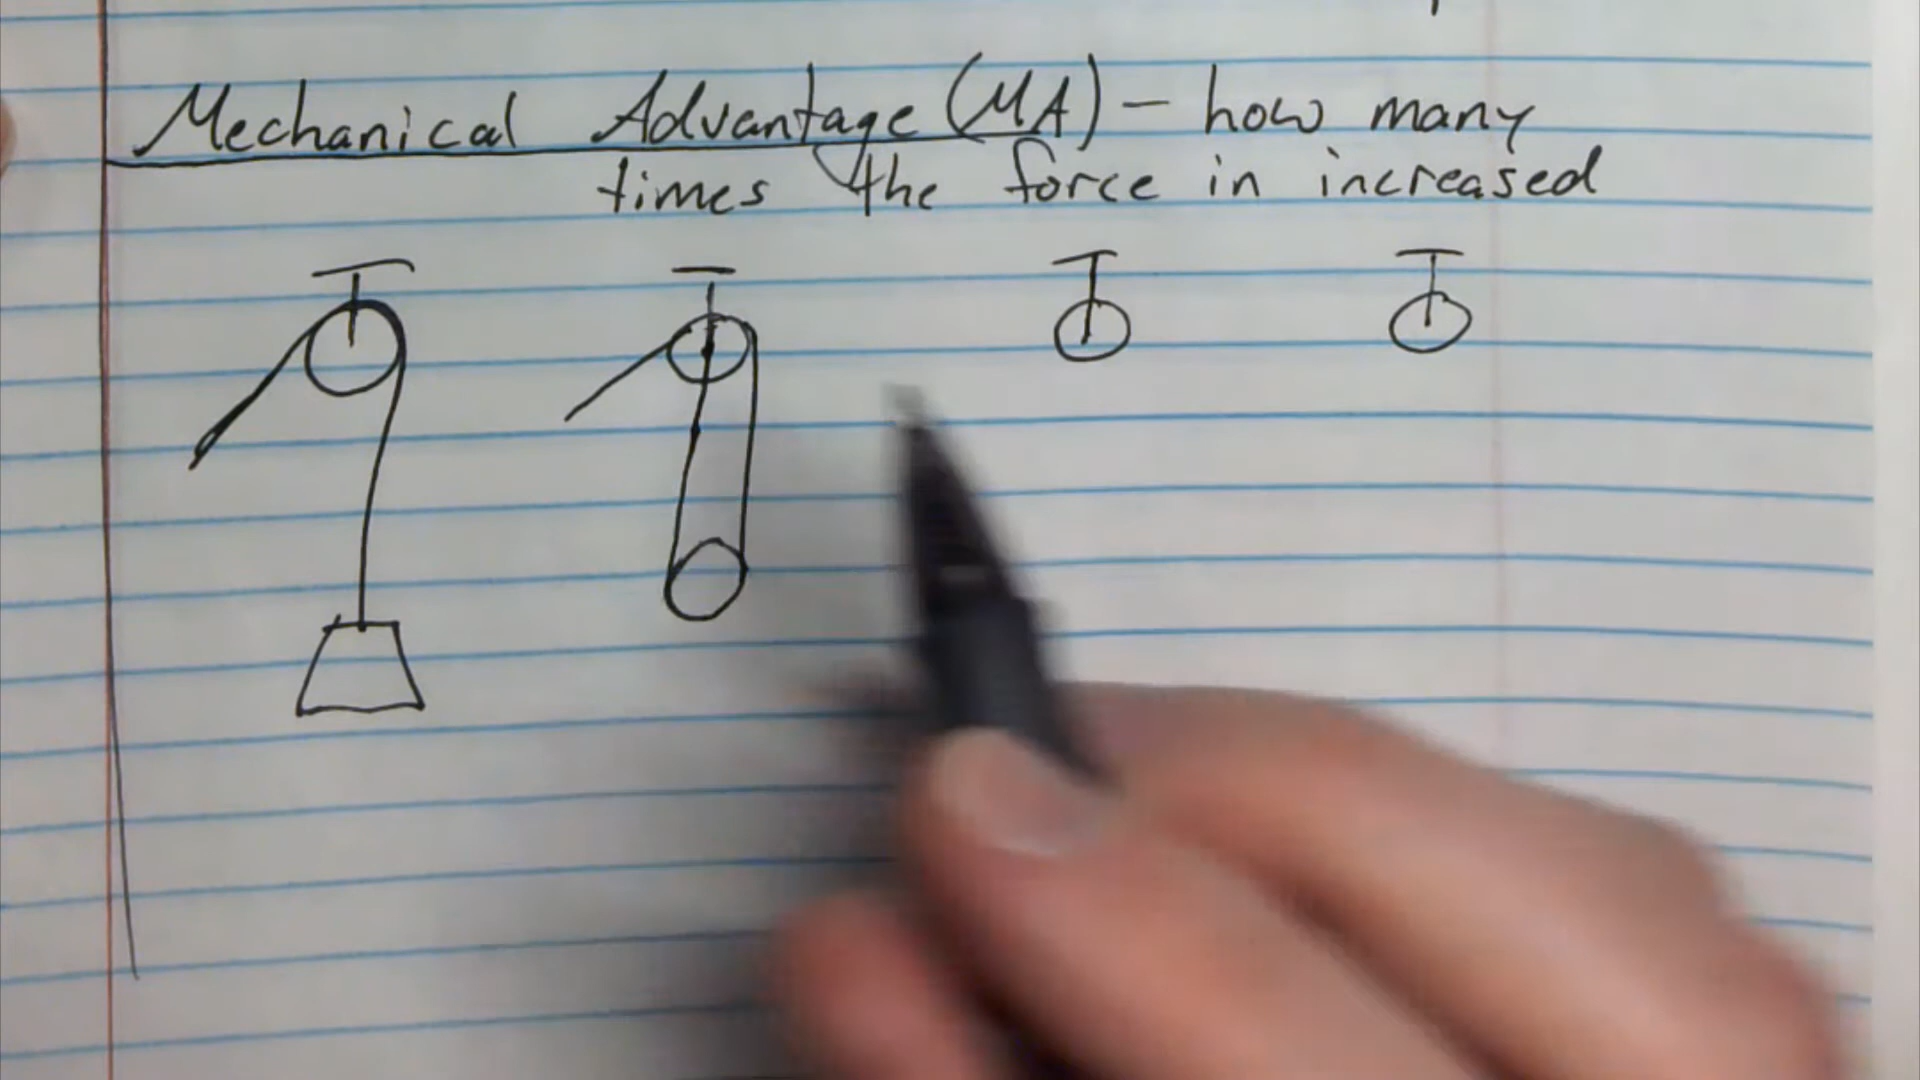 Mechanical Advantage (MA) – how many
times the force in increased